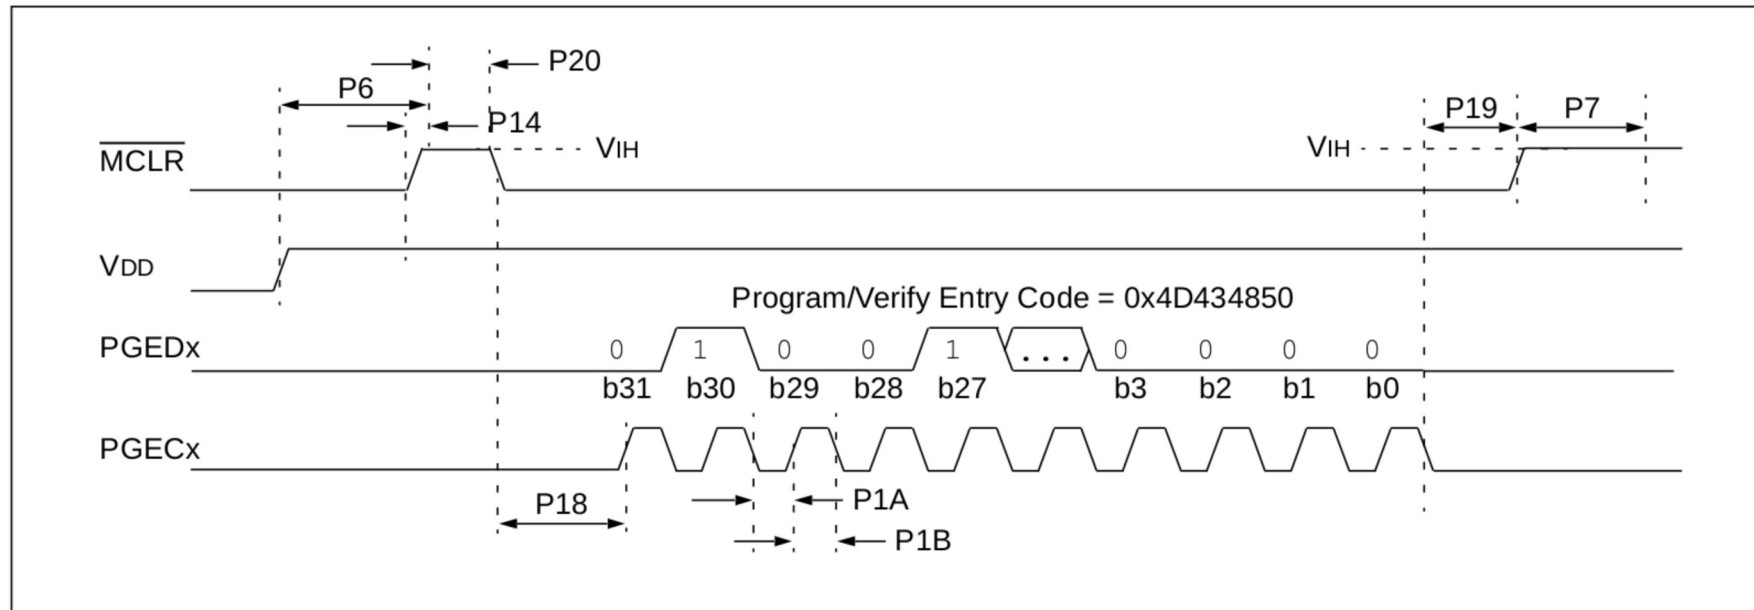 P20
P6
P14
MCLR
VIH
VIH
P19
P7
VDD
Program/Verify Entry Code = 0x4D434850
PGEDx
0 1 0 0 1 ... 0 0 0 0
b31 b30 b29 b28 b27 b3 b2 b1 b0
PGECx
P18
P1A
P1B